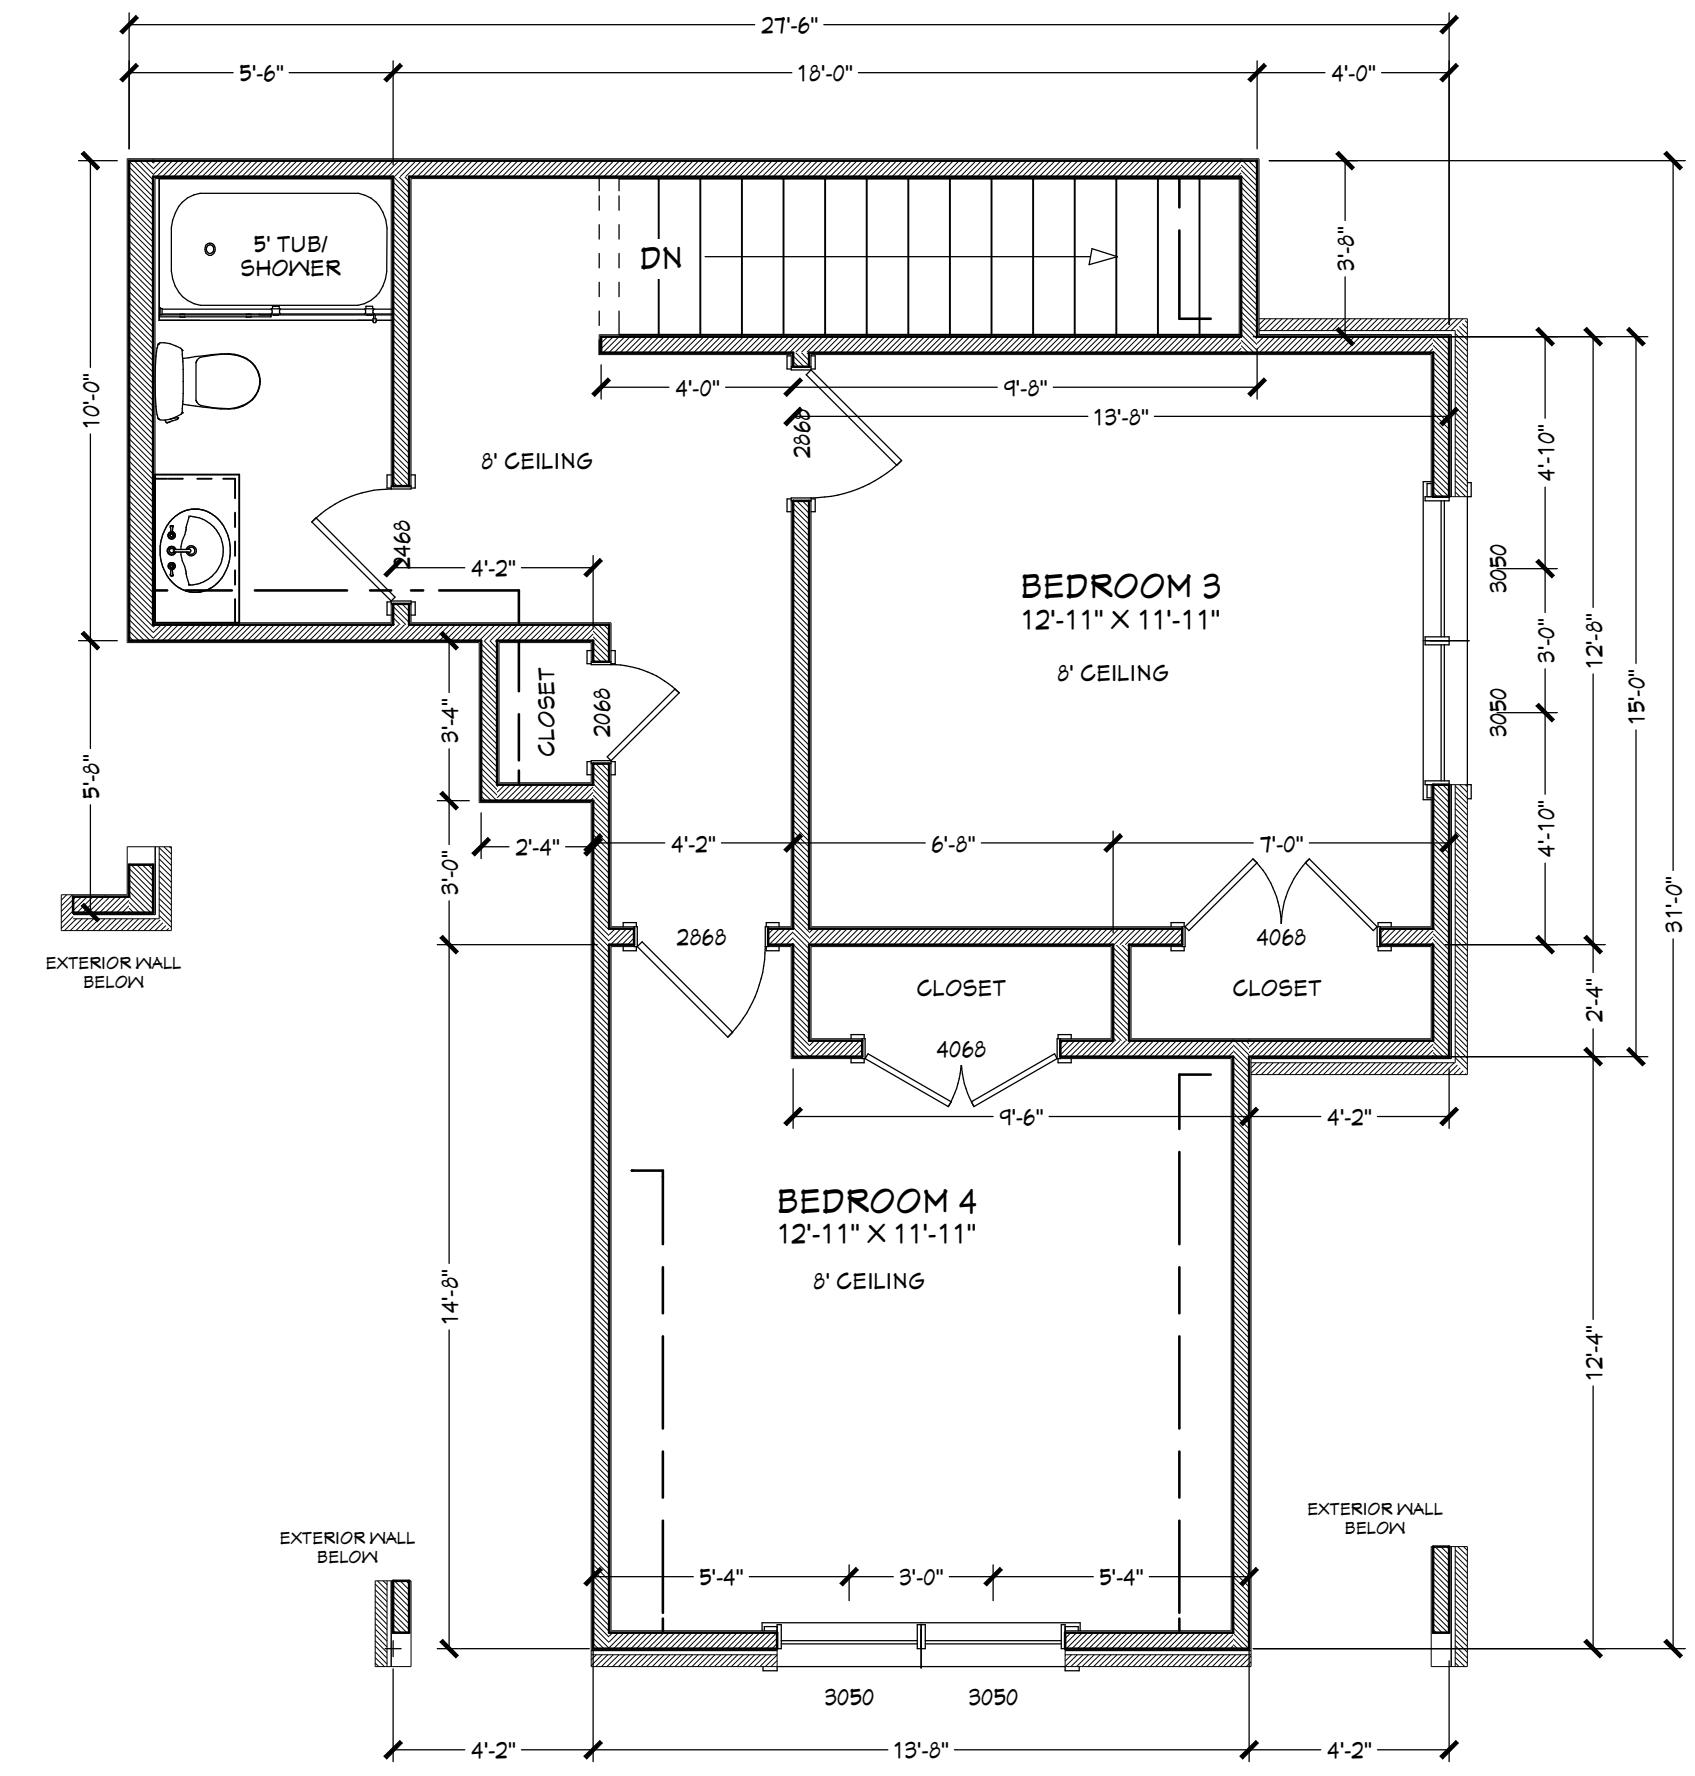 27'-6"
5'-6"
18'-0"
4'-0"
3'-8"
5' TUB/
SHOWER
DN
10'-0"
4'-0"
9'-8"
13'-8"
2868
8' CEILING
4'-10"
2468
4'-2"
3050
BEDROOM 3
12'-11" X 11'-11"
8' CEILING
3'-0"
12'-8"
15'-0"
3050
CLOSET
2068
3'-4"
5'-8"
2'-4"
4'-2"
6'-8"
7'-0"
4'-10"
3'-0"
31'-0"
2868
4068
EXTERIOR WALL
BELOW
CLOSET
CLOSET
2'-4"
4068
9'-6"
4'-2"
BEDROOM 4
12'-11" X 11'-11"
8' CEILING
14'-8"
12'-4"
EXTERIOR WALL
BELOW
EXTERIOR WALL
BELOW
5'-4"
3'-0"
5'-4"
3050
3050
4'-2"
13'-8"
4'-2"